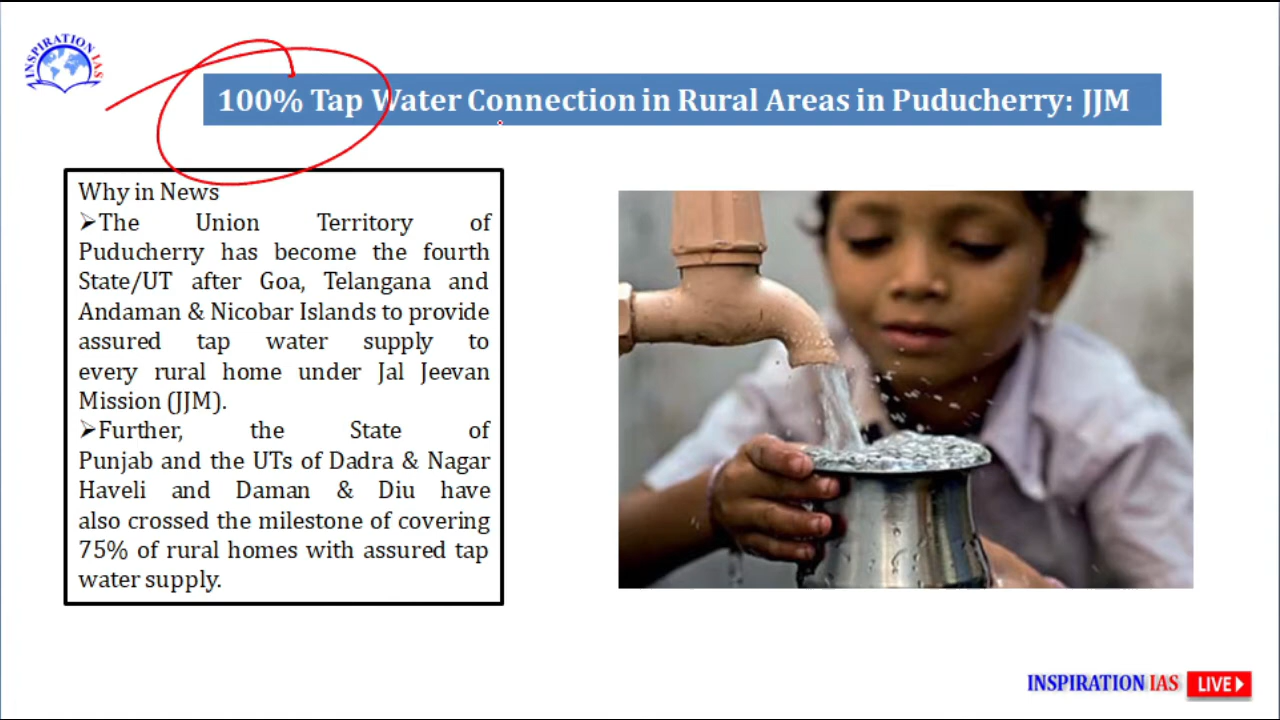 INSPIRATION IAS
100% Tap Water Connection in Rural Areas in Puducherry: JJM
Why in News
➢The Union Territory of
Puducherry has become the fourth
State/UT after Goa, Telangana and
Andaman & Nicobar Islands to provide
assured tap water supply to
every rural home under Jal Jeevan
Mission (JJM).
➢Further, the State of
Punjab and the UTs of Dadra & Nagar
Haveli and Daman & Diu have
also crossed the milestone of covering
75% of rural homes with assured tap
water supply.
INSPIRATION IAS LIVE